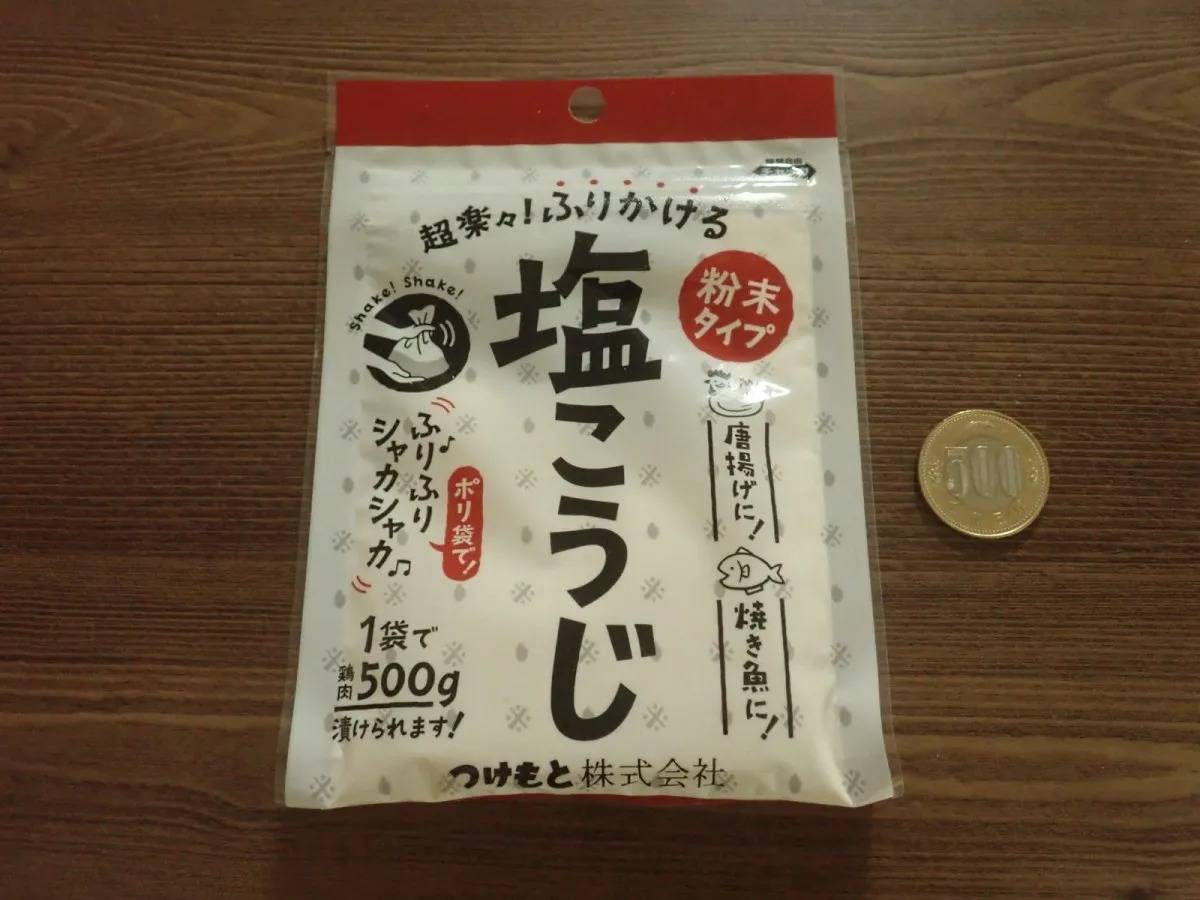 超楽々!ふりかける
塩こうじ
粉末
タイプ
Shake! Shake!
ふりふり♪
シャカシャカ♫
ポリ袋で!
唐揚げに!
焼き魚に!
1袋で
鶏肉500g
漬けられます!
つけもと株式会社
500